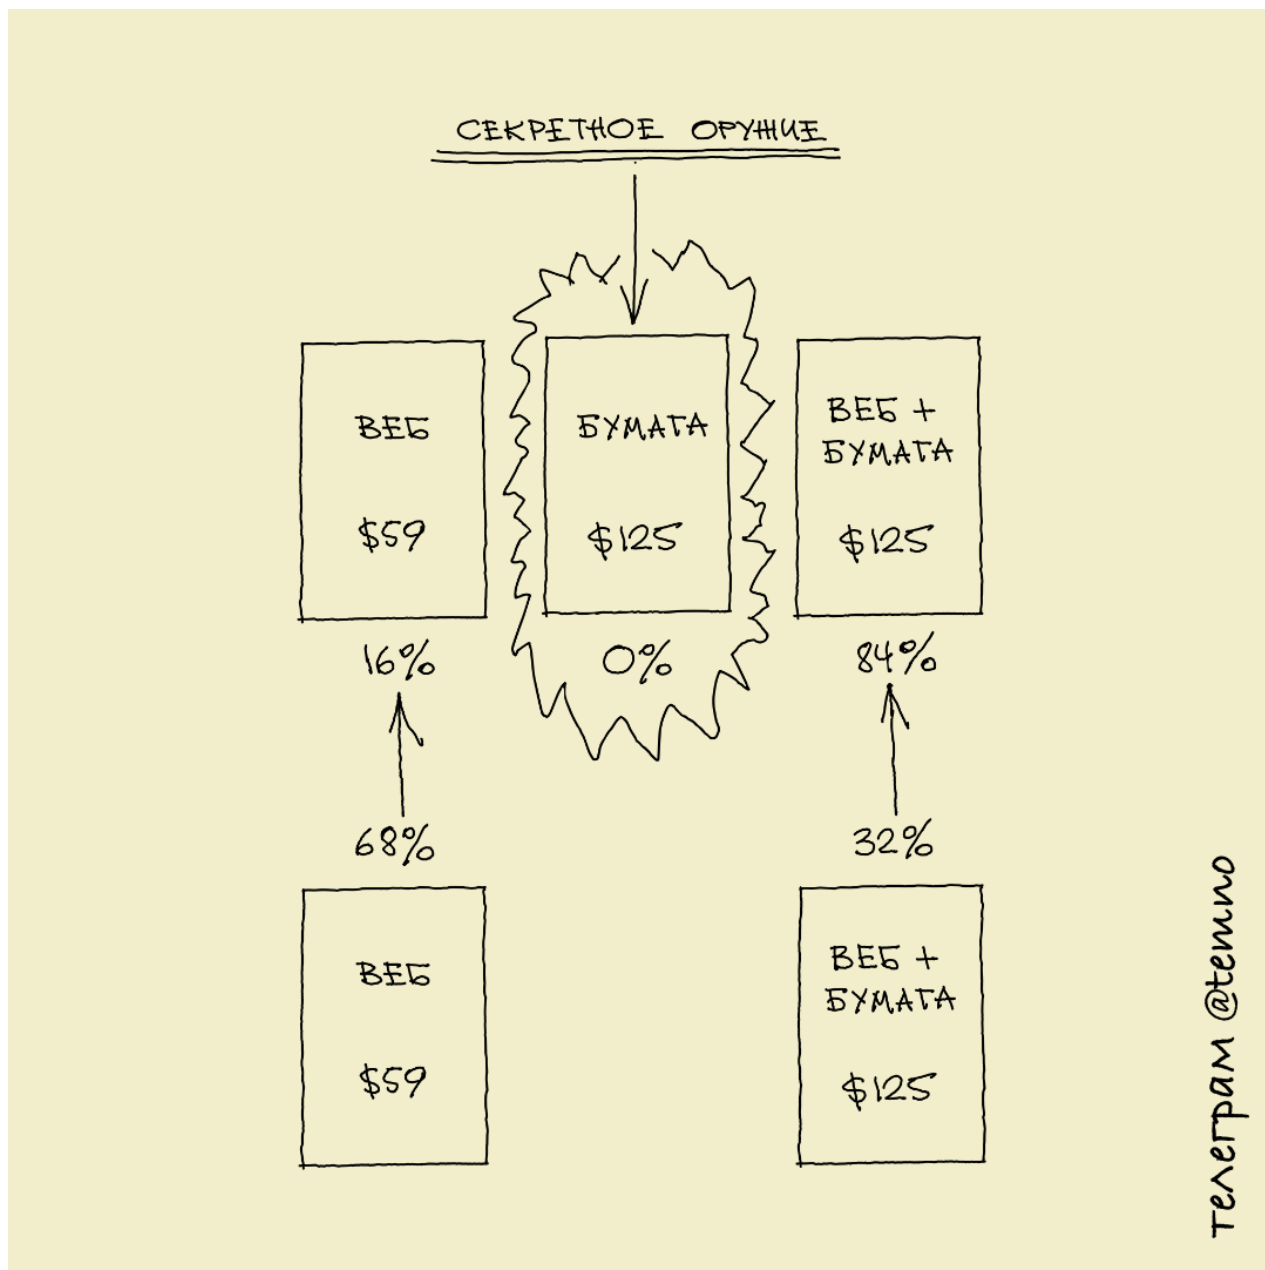 СЕКРЕТНОЕ ОРУЖИЕ
ВЕБ
$59
БУМАГА
$125
ВЕБ +
БУМАГА
$125
16%
0%
84%
68%
32%
ВЕБ
$59
ВЕБ +
БУМАГА
$125
телеграм @temno